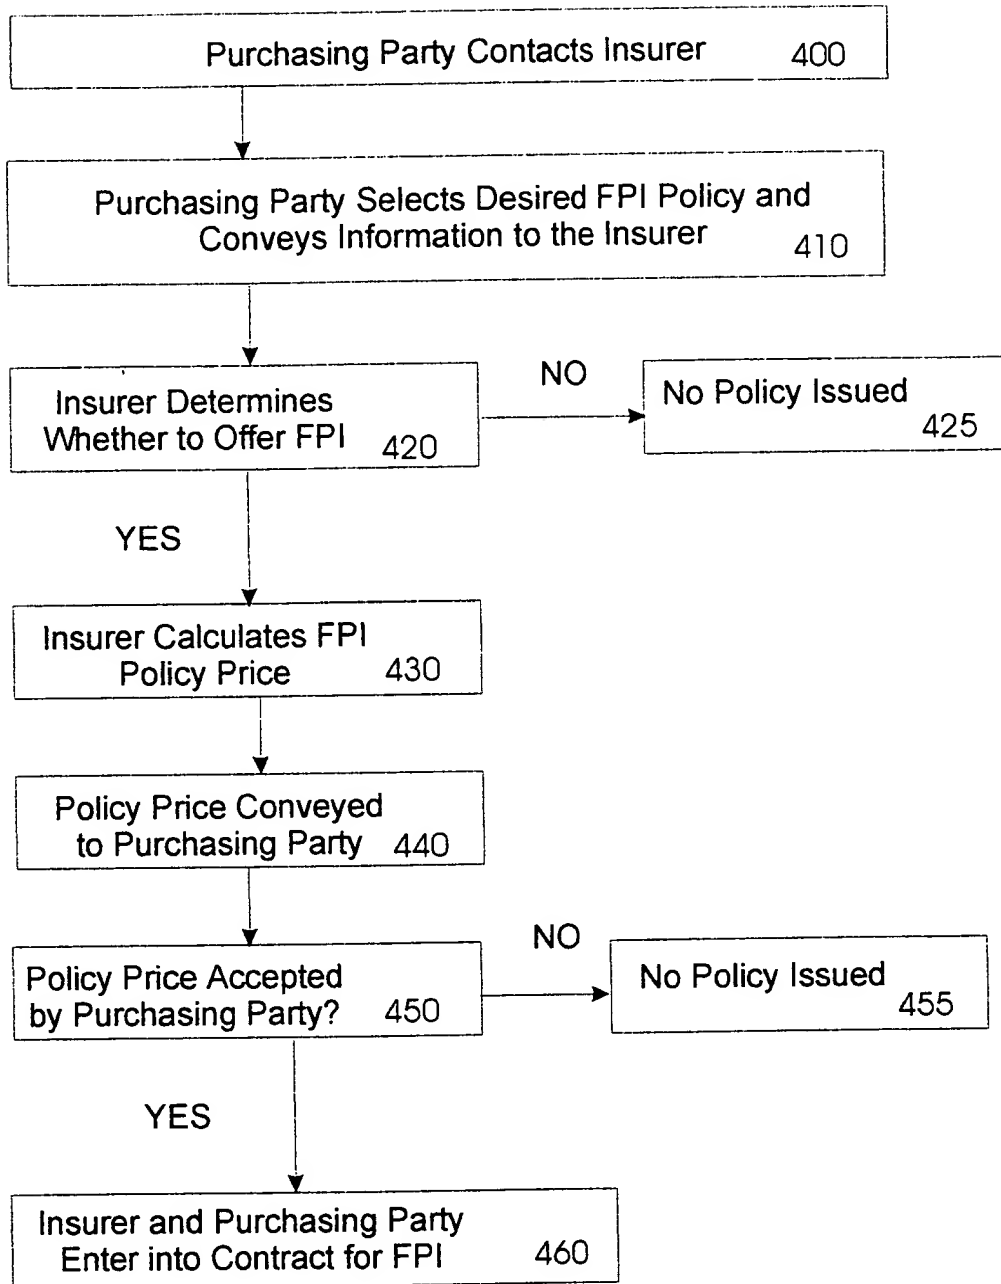 Purchasing Party Contacts Insurer 400
Purchasing Party Selects Desired FPI Policy and
Conveys Information to the Insurer 410
Insurer Determines
Whether to Offer FPI 420
NO
No Policy Issued
425
YES
Insurer Calculates FPI
Policy Price 430
Policy Price Conveyed
to Purchasing Party 440
Policy Price Accepted
by Purchasing Party? 450
NO
No Policy Issued
455
YES
Insurer and Purchasing Party
Enter into Contract for FPI 460